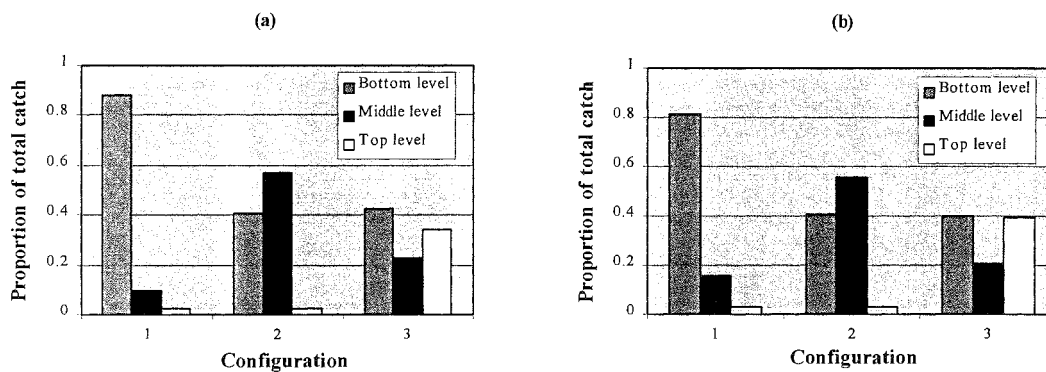 (a)
Proportion of total catch
1
0.8
0.6
0.4
0.2
0
Bottom level
Middle level
Top level
1 2 3
Configuration
(b)
Proportion of total catch
1
0.8
0.6
0.4
0.2
0
Bottom level
Middle level
Top level
1 2 3
Configuration